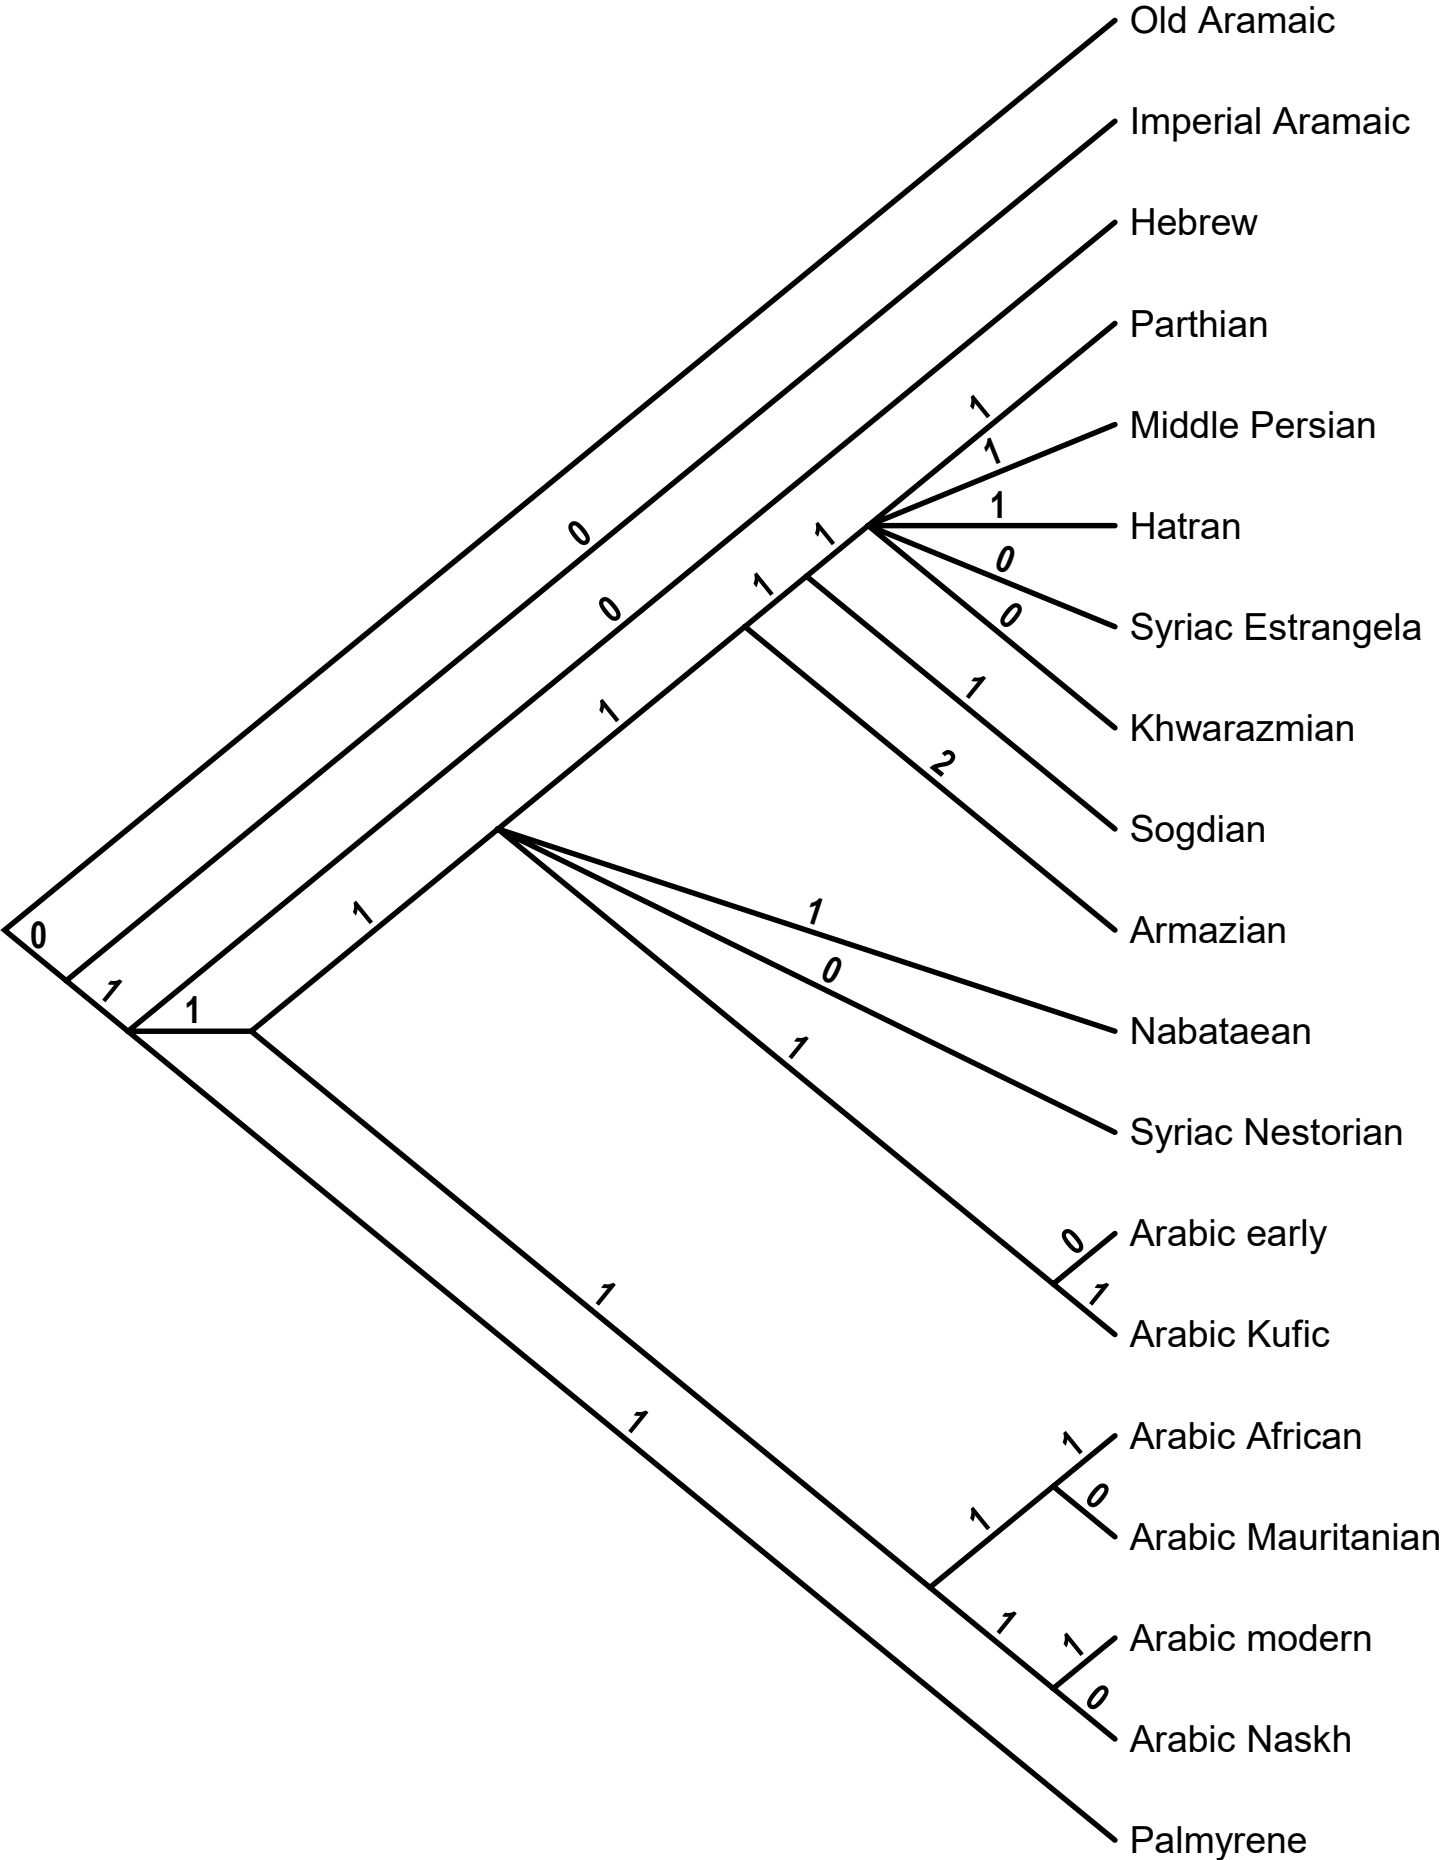 Old Aramaic
Imperial Aramaic
Hebrew
Parthian
1
Middle Persian
1
1
Hatran
0
1
0
1
0
0
Syriac Estrangela
1
1
Khwarazmian
2
Sogdian
1
1
0
Armazian
0
1
1
Nabataean
1
Syriac Nestorian
0
Arabic early
1
1
Arabic Kufic
1
1
Arabic African
0
1
Arabic Mauritanian
1
1
Arabic modern
0
Arabic Naskh
Palmyrene